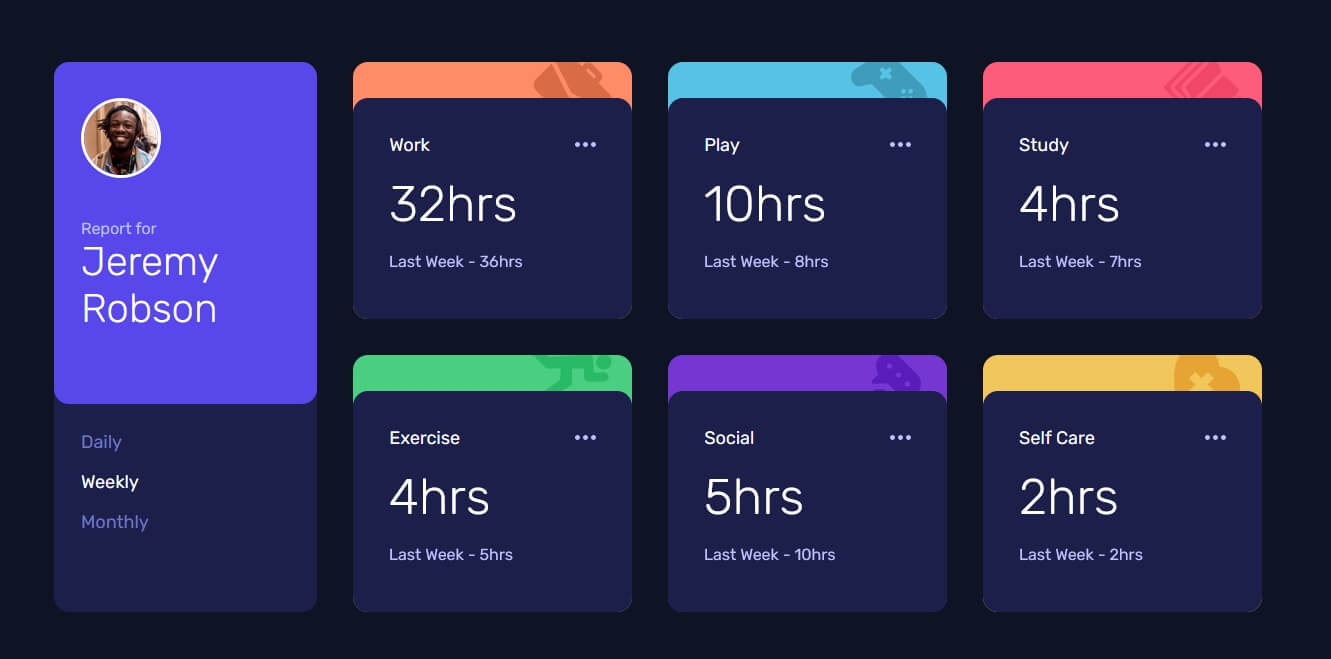 Report for
Jeremy
Robson
Daily
Weekly
Monthly
Work
32hrs
Last Week - 36hrs
Play
10hrs
Last Week - 8hrs
Study
4hrs
Last Week - 7hrs
Exercise
4hrs
Last Week - 5hrs
Social
5hrs
Last Week - 10hrs
Self Care
2hrs
Last Week - 2hrs